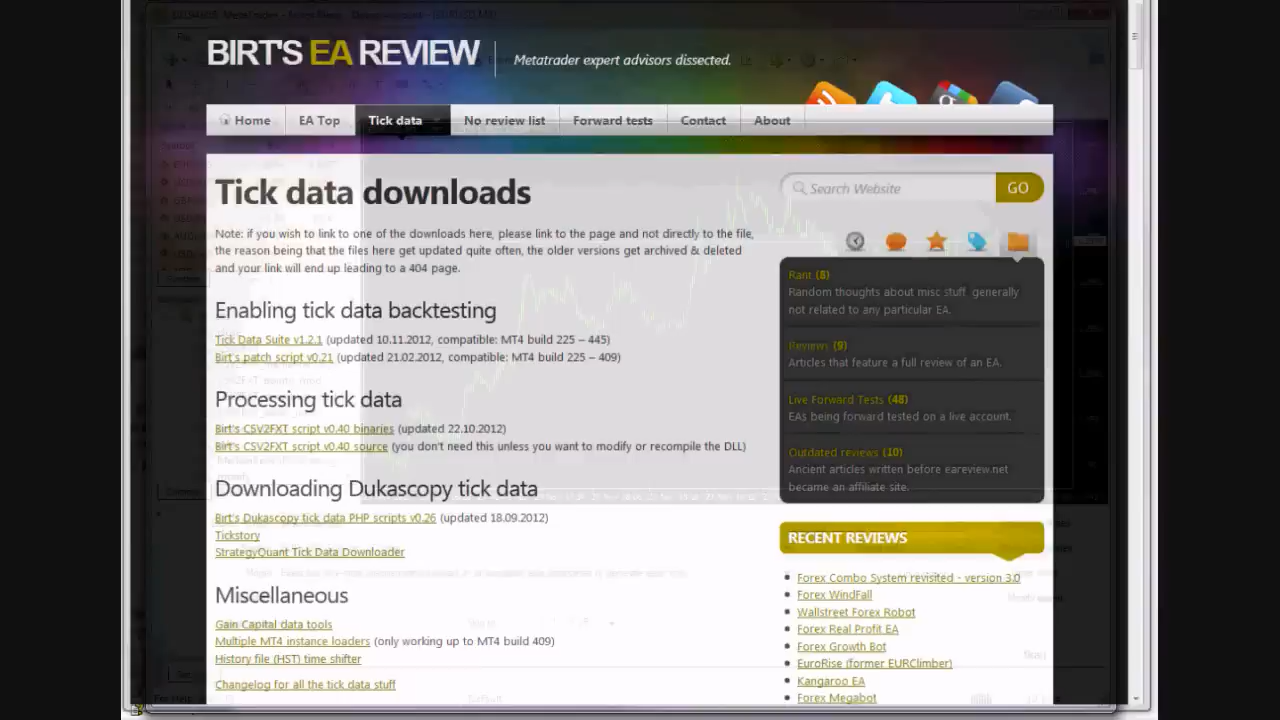 BIRT'S EA REVIEW
Metatrader expert advisors dissected.
Home
EA Top
Tick data
No review list
Forward tests
Contact
About
Tick data downloads
Note: if you wish to link to one of the downloads here, please link to the page and not directly to the file,
the reason being that the files here get updated quite often, the older versions get archived & deleted
and your link will end up leading to a 404 page.
Enabling tick data backtesting
Tick Data Suite v1.2.1 (updated 10.11.2012, compatible: MT4 build 225 – 445)
Birt's patch script v0.21 (updated 21.02.2012, compatible: MT4 build 225 – 409)
Processing tick data
Birt's CSV2FXT script v0.40 binaries (updated 22.10.2012)
Birt's CSV2FXT script v0.40 source (you don't need this unless you want to modify or recompile the DLL)
Downloading Dukascopy tick data
Birt's Dukascopy tick data PHP scripts v0.26 (updated 18.09.2012)
Tickstory
StrategyQuant Tick Data Downloader
Miscellaneous
Gain Capital data tools
Multiple MT4 instance loaders (only working up to MT4 build 409)
History file (HST) time shifter
Changelog for all the tick data stuff
Search Website
GO
Rant (8)
Random thoughts about misc stuff generally
not related to any particular EA.
Reviews (9)
Articles that feature a full review of an EA.
Live Forward Tests (48)
EAs being forward tested on a live account.
Outdated reviews (10)
Ancient articles written before eareview.net
became an affiliate site.
RECENT REVIEWS
Forex Combo System revisited - version 3.0
Forex WindFall
Wallstreet Forex Robot
Forex Real Profit EA
Forex Growth Bot
EuroRise (former EURClimber)
Kangaroo EA
Forex Megabot